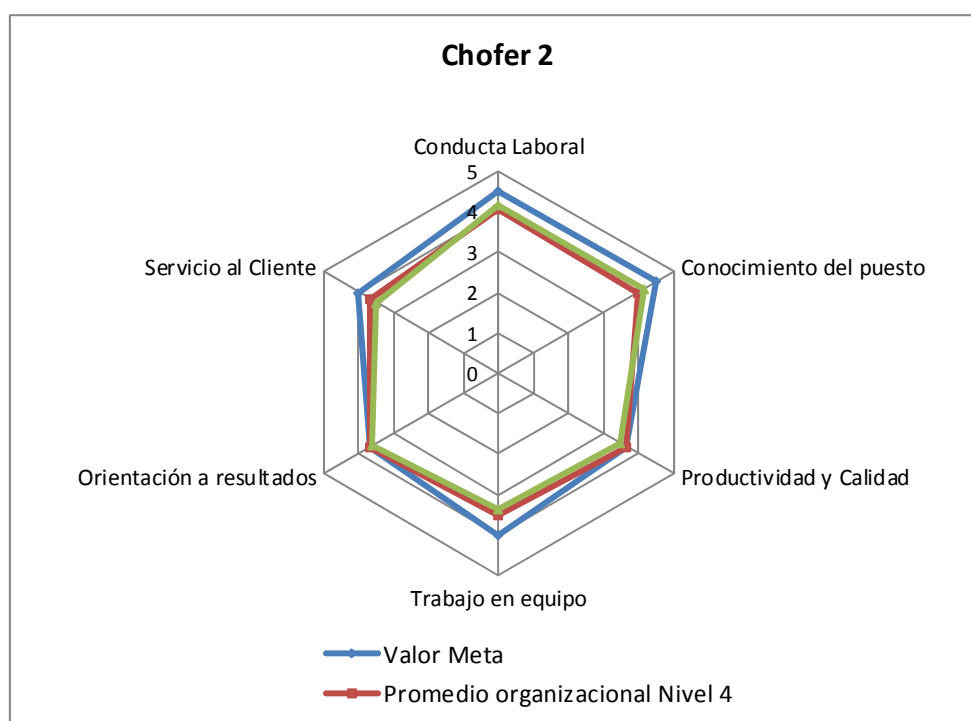 Chofer 2
Conducta Laboral
5
4
3
2
1
0
Servicio al Cliente
Conocimiento del puesto
Orientación a resultados
Productividad y Calidad
Trabajo en equipo
Valor Meta
Promedio organizacional Nivel 4